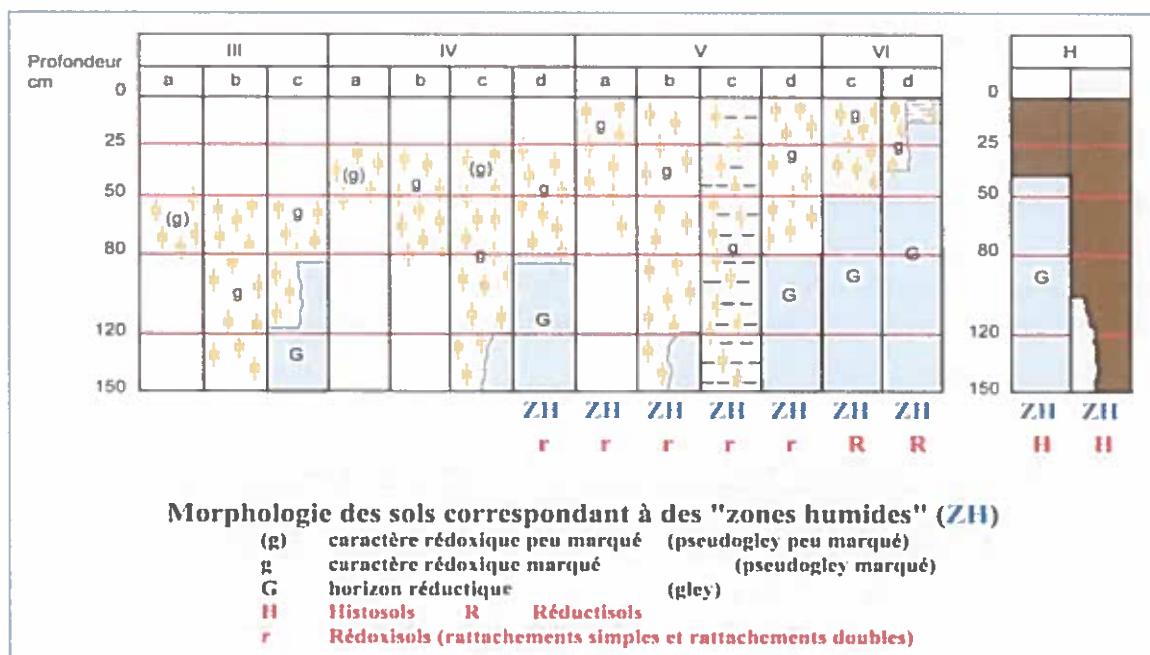 III IV V VI H
Profondeur
cm
a b c a b c d a b c d c d
0 0
g g
25 25
g g
(g) g (g) g g
50 50
(g) g
g G
80 80
g g G G
G G
120 120
G
150 150
ZH ZH ZH ZH ZH ZH ZH ZH ZH
r r r r r R R H H
Morphologie des sols correspondant à des "zones humides" (ZH)
(g) caractère rédoxique peu marqué (pseudogley peu marqué)
g caractère rédoxique marqué (pseudogley marqué)
G horizon réductique (gley)
H Histosols R Réductisols
r Rédoxisols (rattachements simples et rattachements doubles)